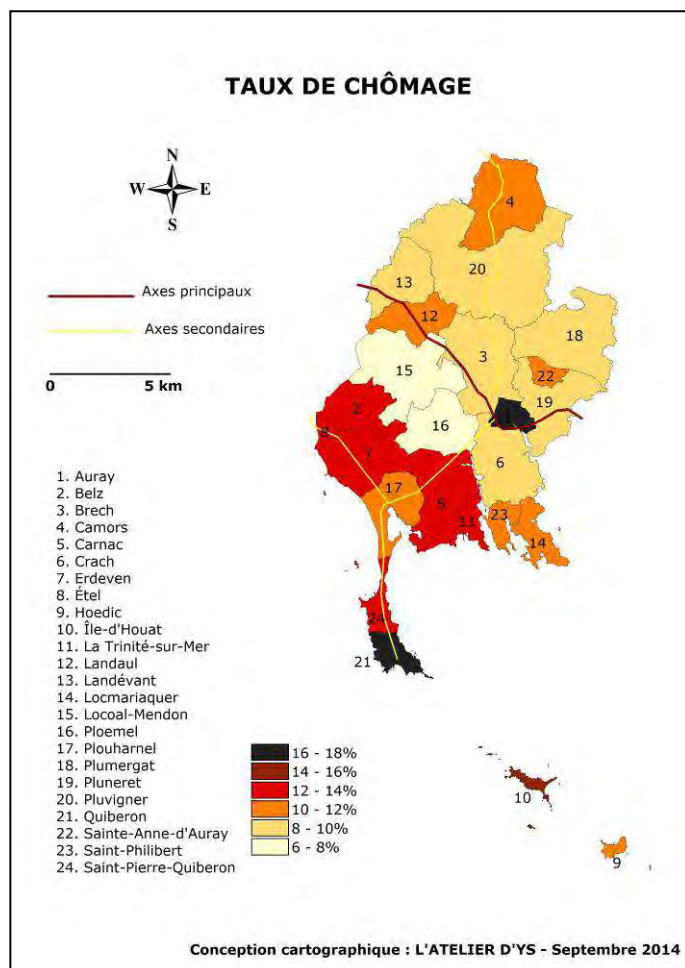 TAUX DE CHÔMAGE
N
W E
S
Axes principaux
Axes secondaires
0 5 km
4
20
13
12
18
3
15
22
19
2
1
16
8
7
6
17
5
23
11
14
24
21
10
9
1. Auray
2. Belz
3. Brech
4. Camors
5. Carnac
6. Crach
7. Erdeven
8. Étel
9. Hoedic
10. Île-d'Houat
11. La Trinité-sur-Mer
12. Landaul
13. Landévant
14. Locmariaquer
15. Locoal-Mendon
16. Ploemel
17. Plouharnel
18. Plumergat
19. Pluneret
20. Pluvigner
21. Quiberon
22. Sainte-Anne-d'Auray
23. Saint-Philibert
24. Saint-Pierre-Quiberon
16 - 18%
14 - 16%
12 - 14%
10 - 12%
8 - 10%
6 - 8%
Conception cartographique : L'ATELIER D'YS - Septembre 2014